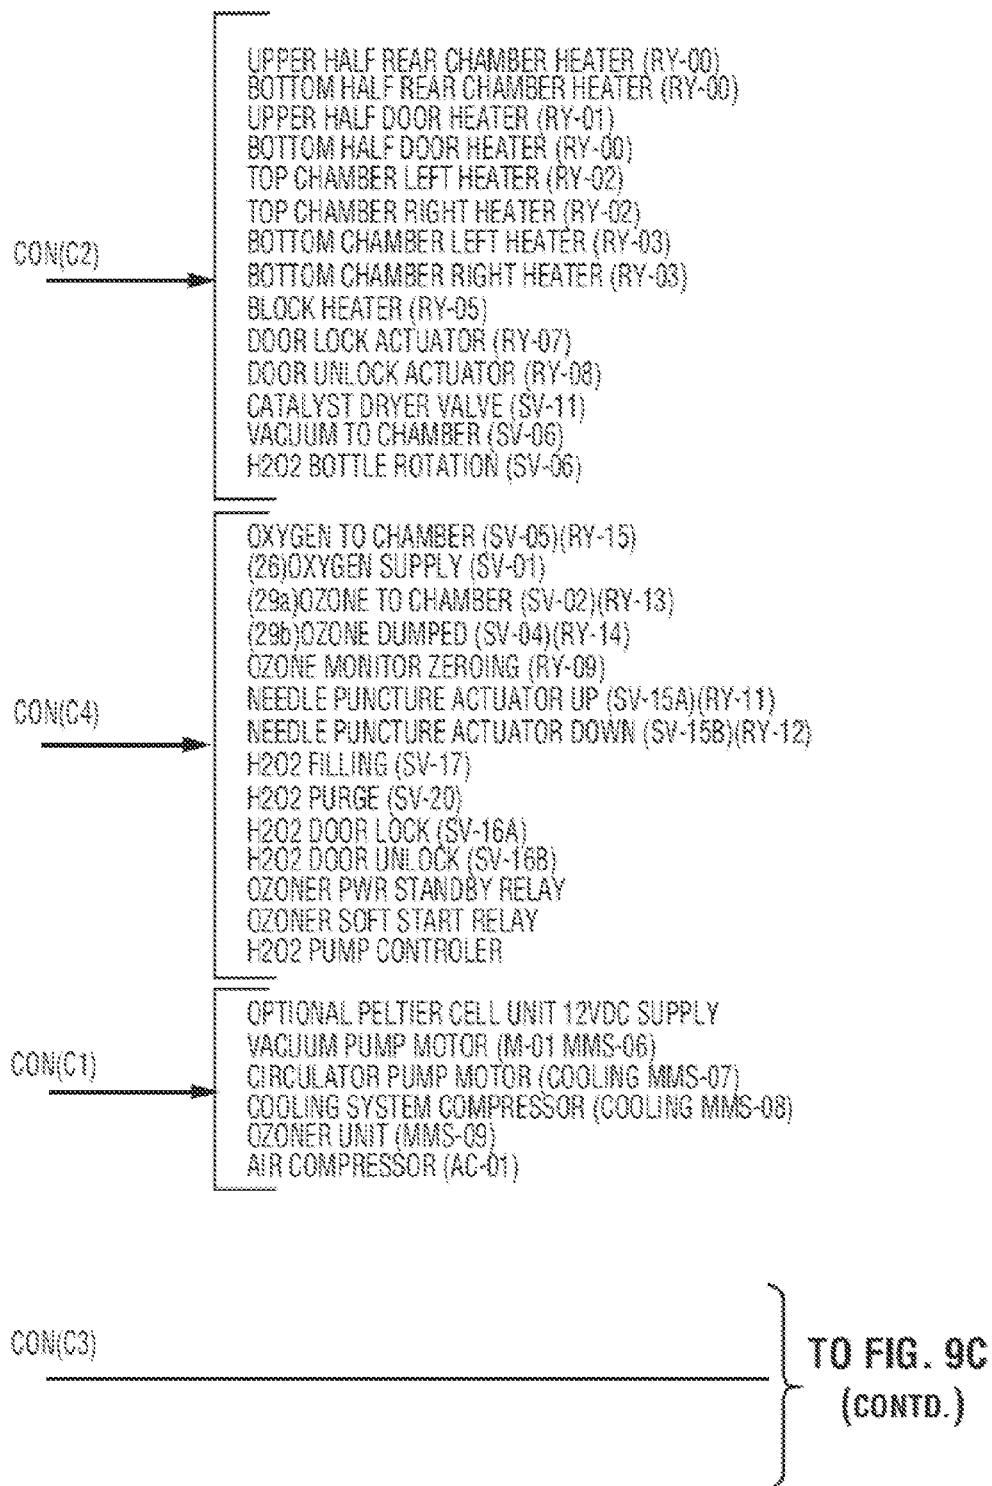 UPPER HALF REAR CHAMBER HEATER (RY-00)
BOTTOM HALF REAR CHAMBER HEATER (RY-00)
UPPER HALF DOOR HEATER (RY-01)
BOTTOM HALF DOOR HEATER (RY-00)
TOP CHAMBER LEFT HEATER (RY-02)
TOP CHAMBER RIGHT HEATER (RY-02)
CON(C2)
BOTTOM CHAMBER LEFT HEATER (RY-03)
BOTTOM CHAMBER RIGHT HEATER (RY-03)
BLOCK HEATER (RY-05)
DOOR LOCK ACTUATOR (RY-07)
DOOR UNLOCK ACTUATOR (RY-08)
CATALYST DRYER VALVE (SV-11)
VACUUM TO CHAMBER (SV-06)
H2O2 BOTTLE ROTATION (SV-06)
OXYGEN TO CHAMBER (SV-05)(RY-15)
(26)OXYGEN SUPPLY (SV-01)
(29a)OZONE TO CHAMBER (SV-02)(RY-13)
(29b)OZONE DUMPED (SV-04)(RY-14)
OZONE MONITOR ZEROING (RY-09)
NEEDLE PUNCTURE ACTUATOR UP (SV-15A)(RY-11)
CON(C4)
NEEDLE PUNCTURE ACTUATOR DOWN (SV-15B)(RY-12)
H2O2 FILLING (SV-17)
H2O2 PURGE (SV-20)
H2O2 DOOR LOCK (SV-16A)
H2O2 DOOR UNLOCK (SV-16B)
OZONER PWR STANDBY RELAY
OZONER SOFT START RELAY
H2O2 PUMP CONTROLER
OPTIONAL PELTIER CELL UNIT 12VDC SUPPLY
VACUUM PUMP MOTOR (M-01 MMS-06)
CON(C1)
CIRCULATOR PUMP MOTOR (COOLING MMS-07)
COOLING SYSTEM COMPRESSOR (COOLING MMS-08)
OZONER UNIT (MMS-09)
AIR COMPRESSOR (AC-01)
CON(C3)
TO FIG. 9C
(CONTD.)